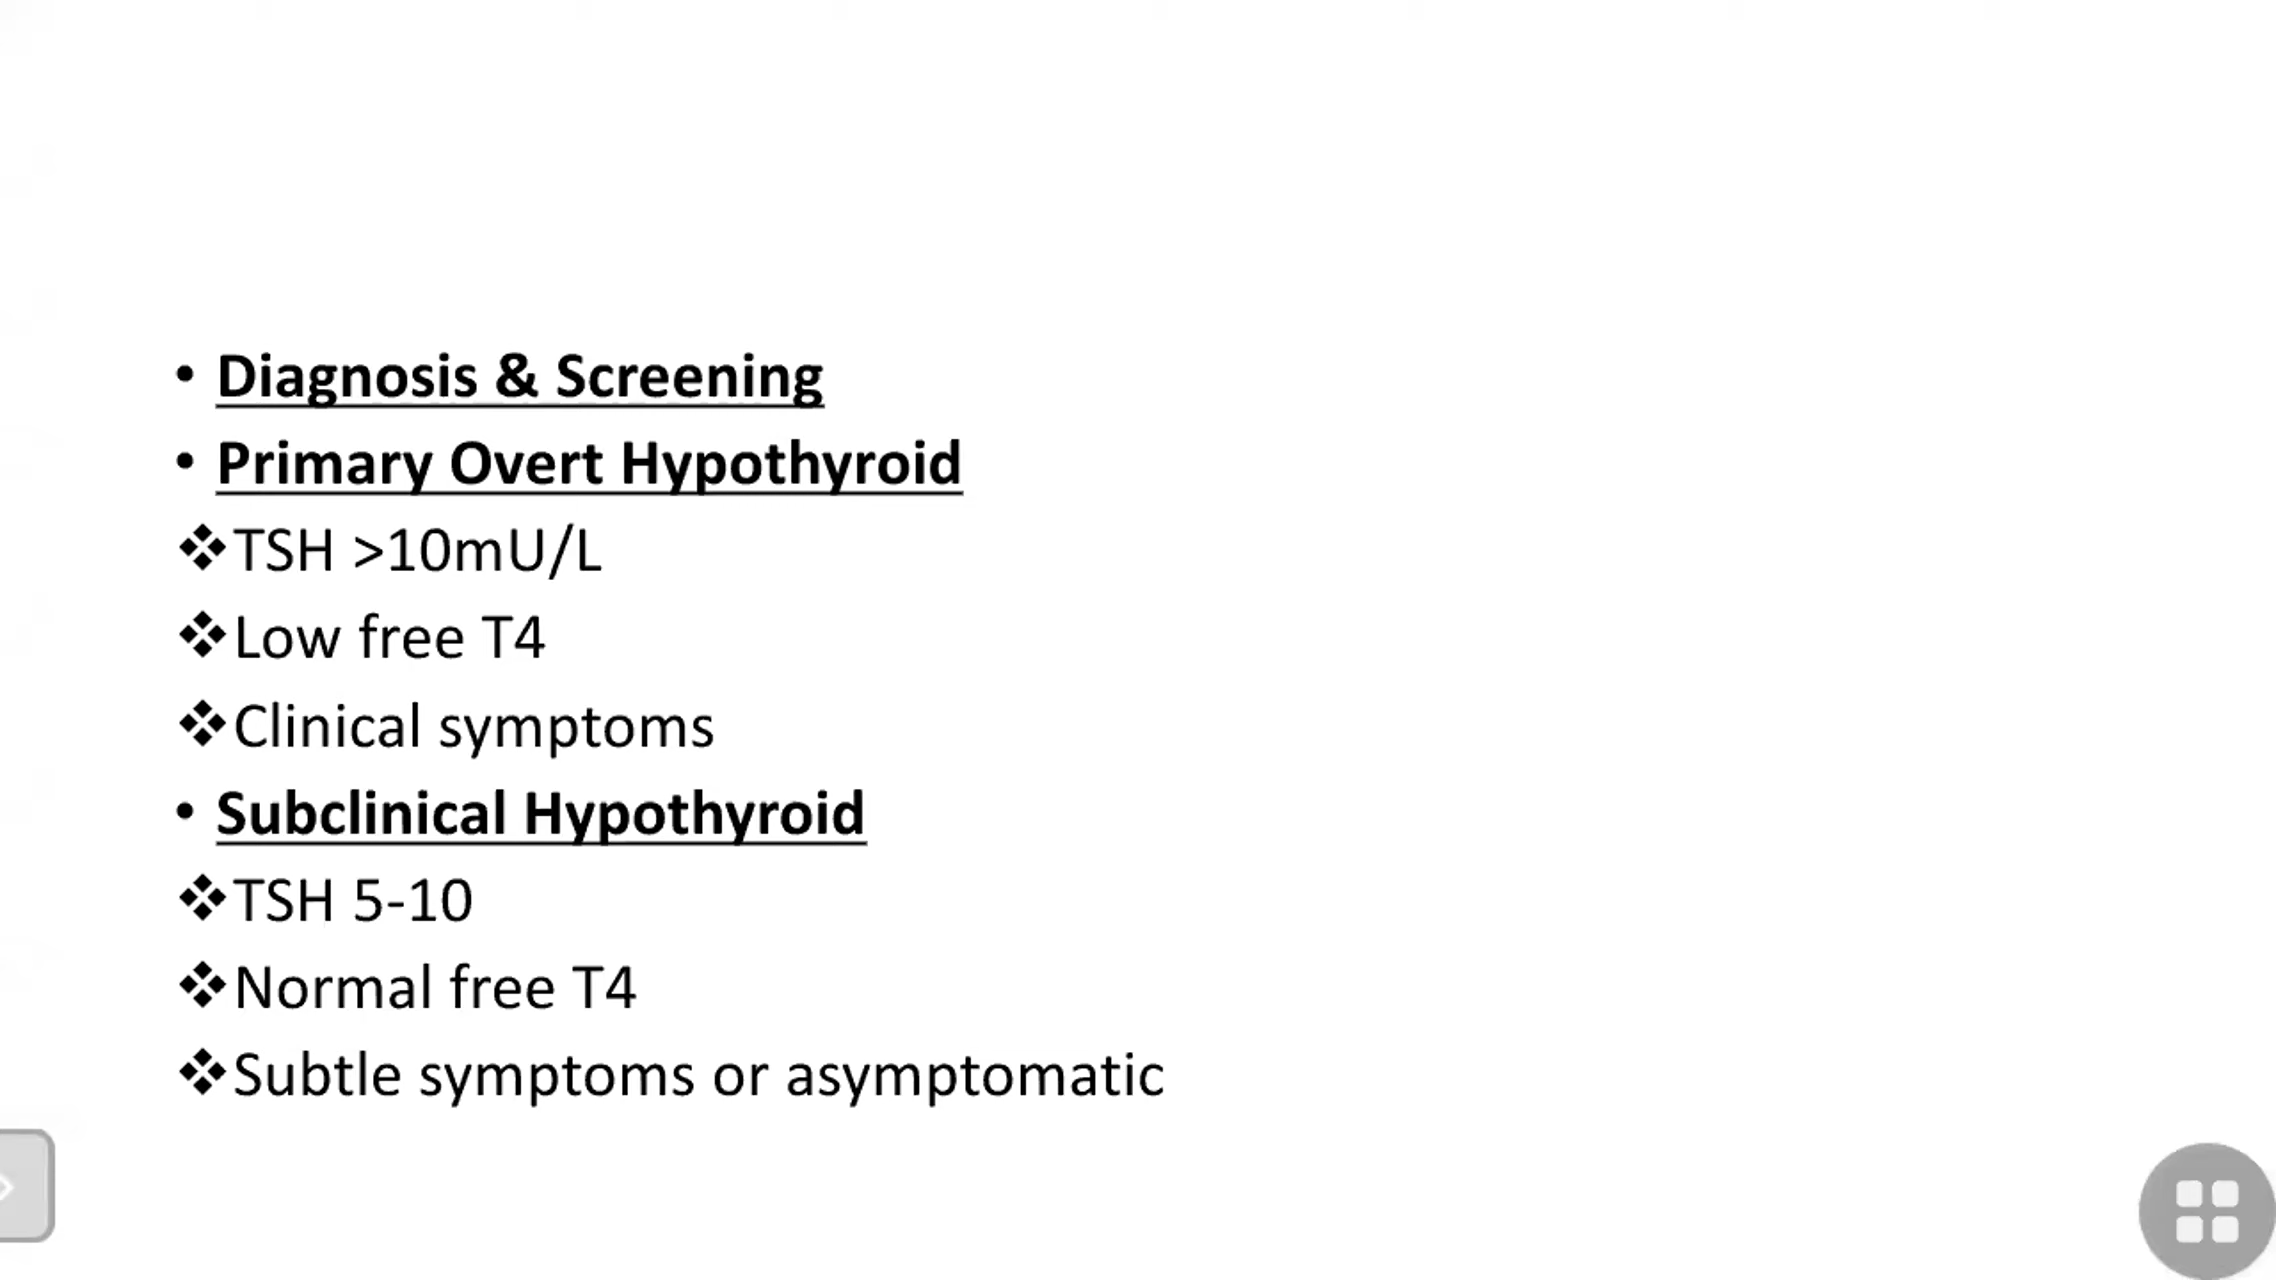 • Diagnosis & Screening
• Primary Overt Hypothyroid
❖TSH >10mU/L
❖Low free T4
❖Clinical symptoms
• Subclinical Hypothyroid
❖TSH 5-10
❖Normal free T4
❖Subtle symptoms or asymptomatic